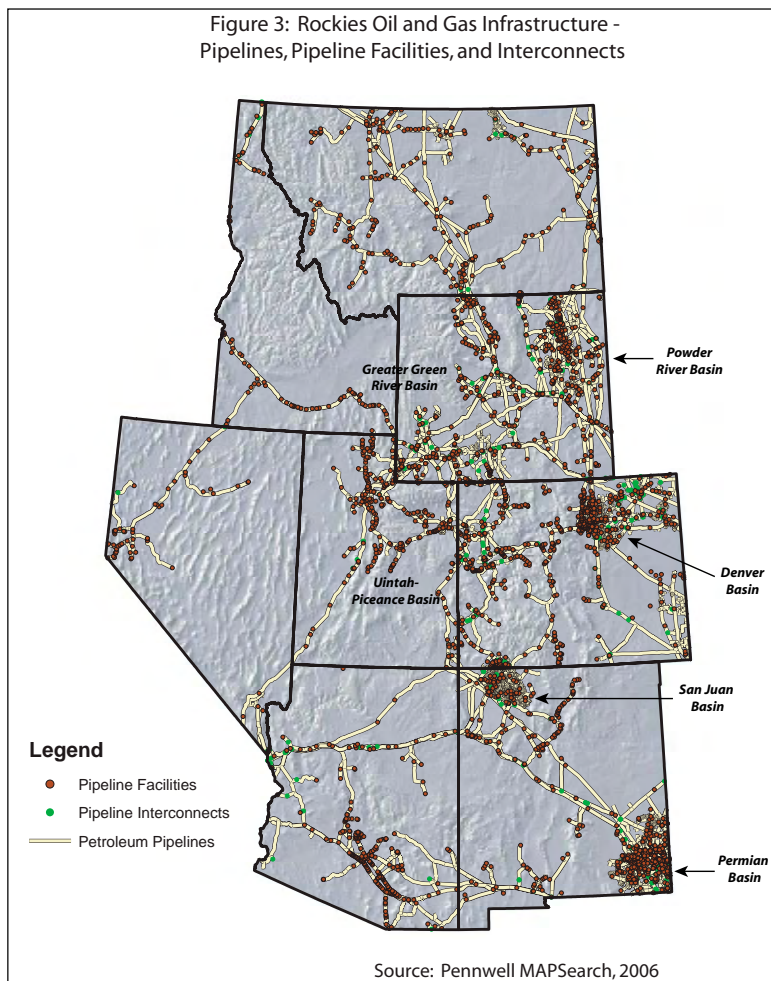 Figure 3: Rockies Oil and Gas Infrastructure -
Pipelines, Pipeline Facilities, and Interconnects
Greater Green
River Basin
Powder
River Basin
Uintah-
Piceance Basin
Denver
Basin
San Juan
Basin
Legend
Pipeline Facilities
Pipeline Interconnects
Petroleum Pipelines
Permian
Basin
Source: Pennwell MAPSearch, 2006